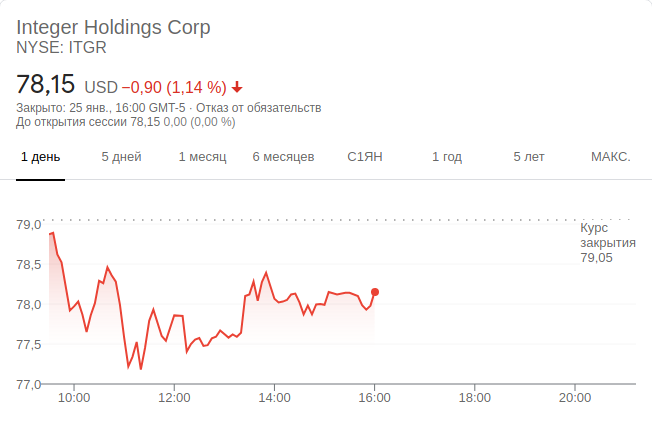 Integer Holdings Corp
NYSE: ITGR
78,15 USD −0,90 (1,14 %)
Закрыто: 25 янв., 16:00 GMT-5 · Отказ от обязательств
До открытия сессии 78,15 0,00 (0,00 %)
1 день 5 дней 1 месяц 6 месяцев С1ЯН 1 год 5 лет МАКС.
79,0
Курс
закрытия
79,05
78,5
78,0
77,5
77,0
10:00 12:00 14:00 16:00 18:00 20:00